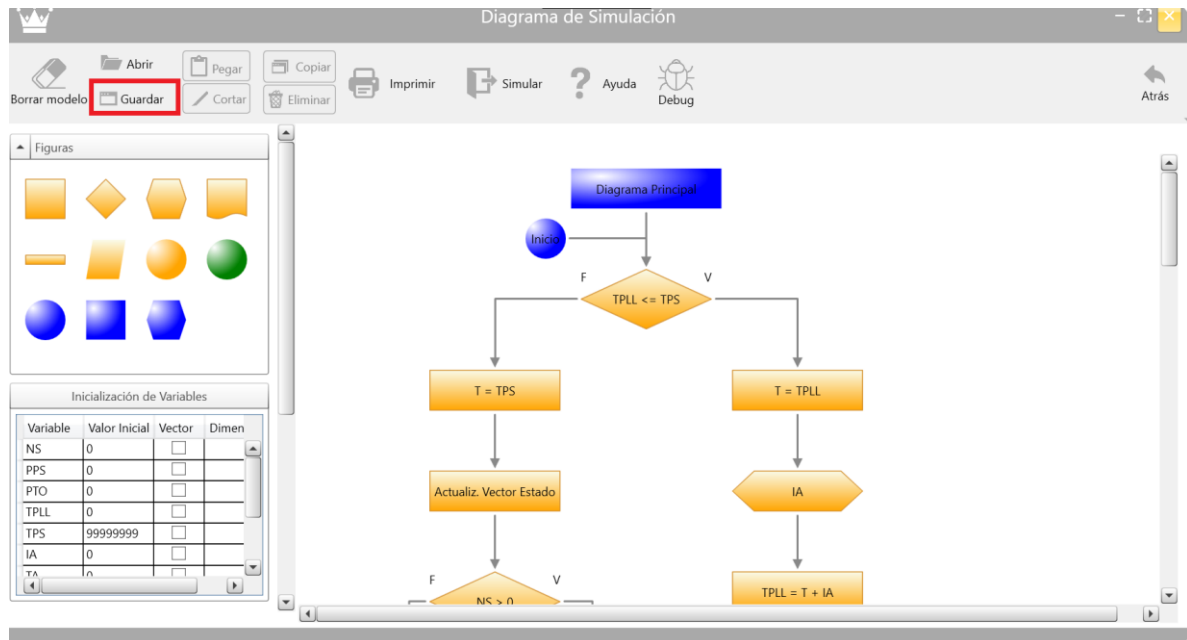 Diagrama de Simulación
Borrar modelo
Abrir
Guardar
Pegar
Cortar
Copiar
Eliminar
Imprimir
Simular
Ayuda
Debug
Atrás
Figuras
Inicialización de Variables
Variable Valor Inicial Vector Dimen
NS 0
PPS 0
PTO 0
TPLL 0
TPS 99999999
IA 0
TA 0
Diagrama Principal
Inicio
F V
TPLL <= TPS
T = TPS
T = TPLL
Actualiz. Vector Estado
IA
F V
NS > 0
TPLL = T + IA